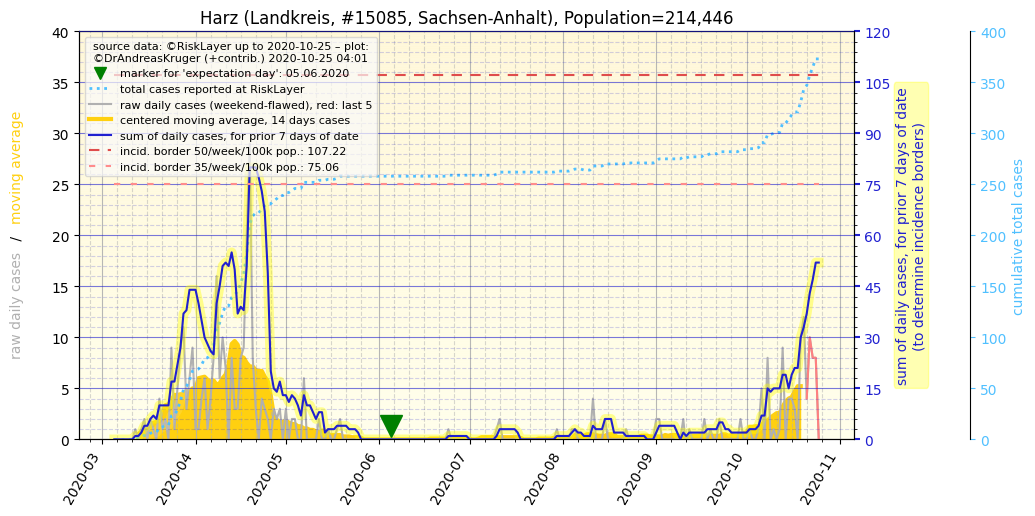 Harz (Landkreis, #15085, Sachsen-Anhalt), Population=214,446
source data: ©RiskLayer up to 2020-10-25 – plot:
©DrAndreasKruger (+contrib.) 2020-10-25 04:01
marker for 'expectation day': 05.06.2020
total cases reported at RiskLayer
raw daily cases (weekend-flawed), red: last 5
centered moving average, 14 days cases
sum of daily cases, for prior 7 days of date
incid. border 50/week/100k pop.: 107.22
incid. border 35/week/100k pop.: 75.06
raw daily cases / moving average
40
35
30
25
20
15
10
5
0
2020-03
2020-04
2020-05
2020-06
2020-07
2020-08
2020-09
2020-10
2020-11
120
105
90
75
60
45
30
15
0
sum of daily cases, for prior 7 days of date
(to determine incidence borders)
400
350
300
250
200
150
100
50
0
cumulative total cases